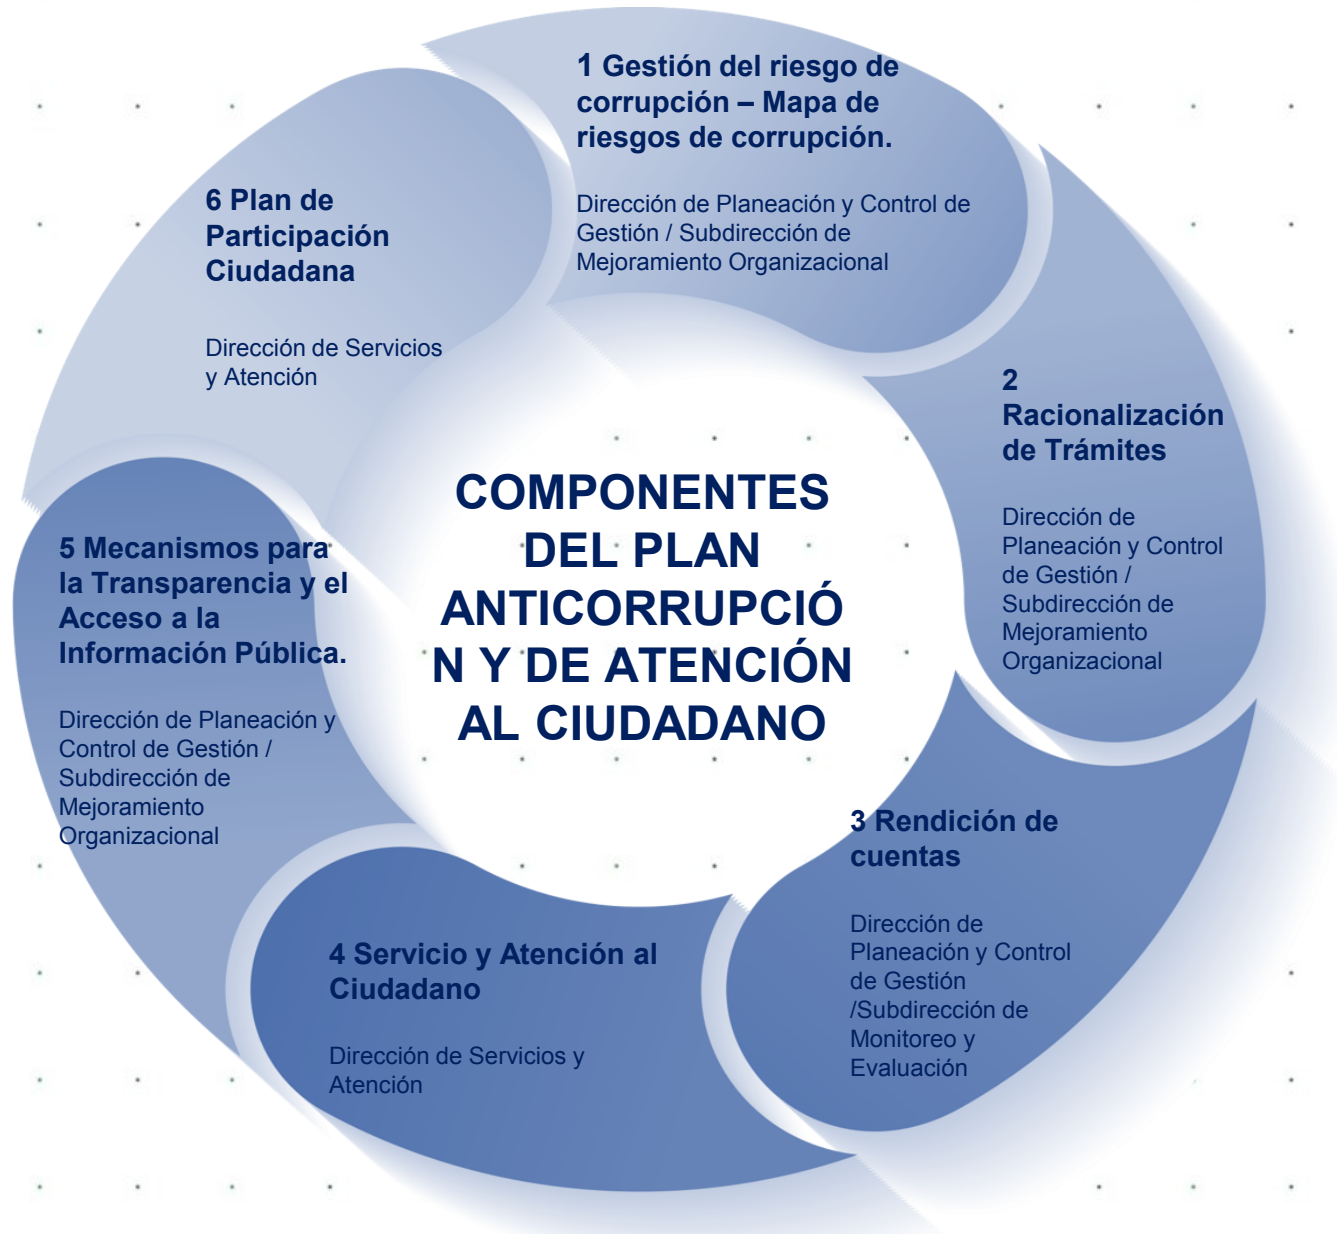 1 Gestión del riesgo de
corrupción – Mapa de
riesgos de corrupción.
Dirección de Planeación y Control de
Gestión / Subdirección de
Mejoramiento Organizacional
2
Racionalización
de Trámites
Dirección de
Planeación y Control
de Gestión /
Subdirección de
Mejoramiento
Organizacional
3 Rendición de
cuentas
Dirección de
Planeación y Control
de Gestión
/Subdirección de
Monitoreo y
Evaluación
4 Servicio y Atención al
Ciudadano
Dirección de Servicios y
Atención
5 Mecanismos para
la Transparencia y el
Acceso a la
Información Pública.
Dirección de Planeación y
Control de Gestión /
Subdirección de
Mejoramiento
Organizacional
6 Plan de
Participación
Ciudadana
Dirección de Servicios
y Atención
COMPONENTES
DEL PLAN
ANTICORRUPCIÓ
N Y DE ATENCIÓN
AL CIUDADANO